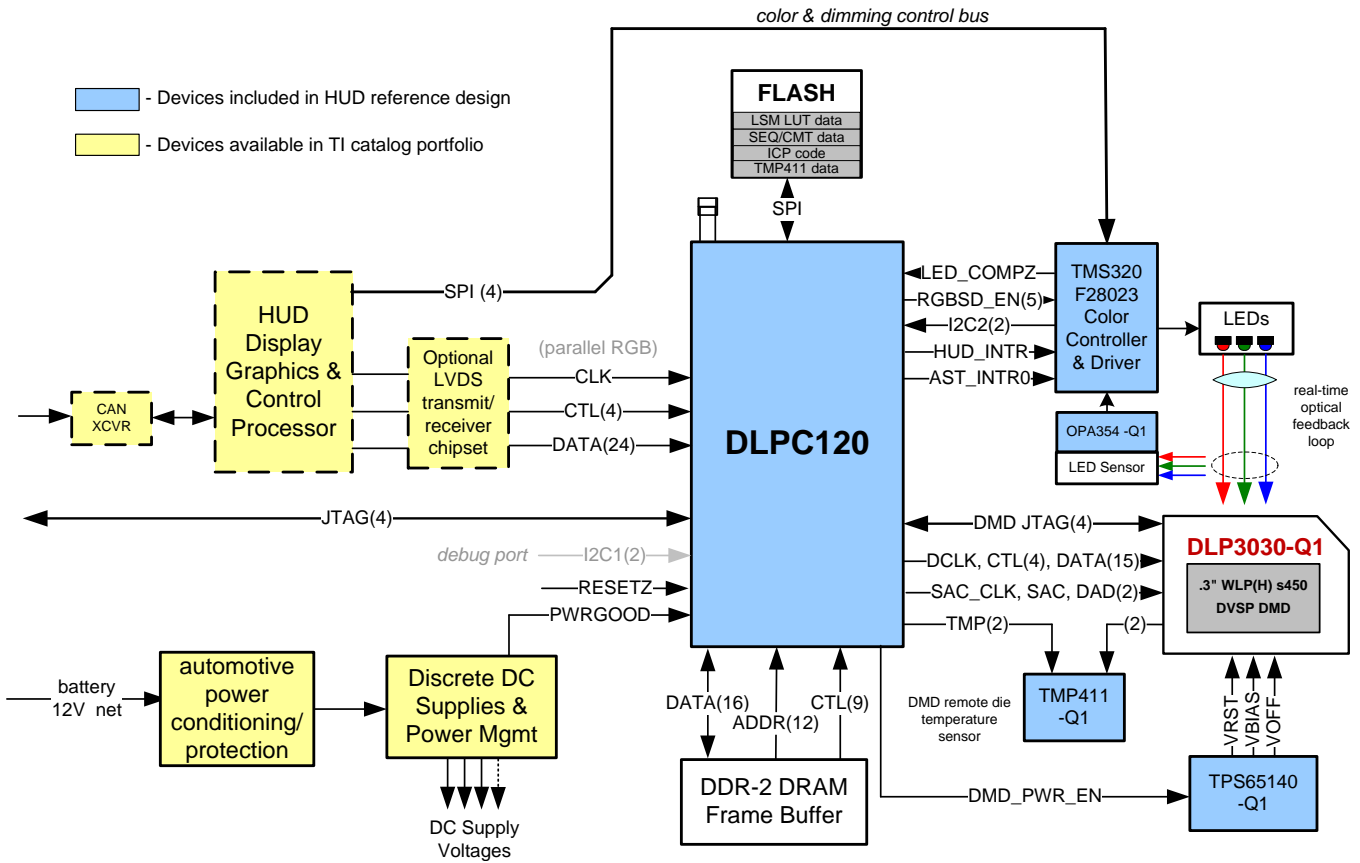 color & dimming control bus
- Devices included in HUD reference design
- Devices available in TI catalog portfolio
FLASH
LSM LUT data
SEQ/CMT data
ICP code
TMP411 data
SPI
SPI (4)
HUD
Display
Graphics &
Control
Processor
CAN
XCVR
Optional
LVDS
transmit/
receiver
chipset
(parallel RGB)
CLK
CTL(4)
DATA(24)
DLPC120
LED_COMPZ
RGBSD_EN(5)
I2C2(2)
HUD_INTR
AST_INTR0
TMS320
F28023
Color
Controller
& Driver
LEDs
real-time
optical
feedback
loop
OPA354 -Q1
LED Sensor
JTAG(4)
debug port
I2C1(2)
RESETZ
PWRGOOD
DMD JTAG(4)
DCLK, CTL(4), DATA(15)
SAC_CLK, SAC, DAD(2)
TMP(2)
(2)
DLP3030-Q1
.3" WLP(H) s450
DVSP DMD
battery
12V net
automotive
power
conditioning/
protection
Discrete DC
Supplies &
Power Mgmt
DC Supply
Voltages
DATA(16)
ADDR(12)
CTL(9)
DDR-2 DRAM
Frame Buffer
DMD remote die
temperature
sensor
TMP411
-Q1
VRST
VBIAS
VOFF
DMD_PWR_EN
TPS65140
-Q1